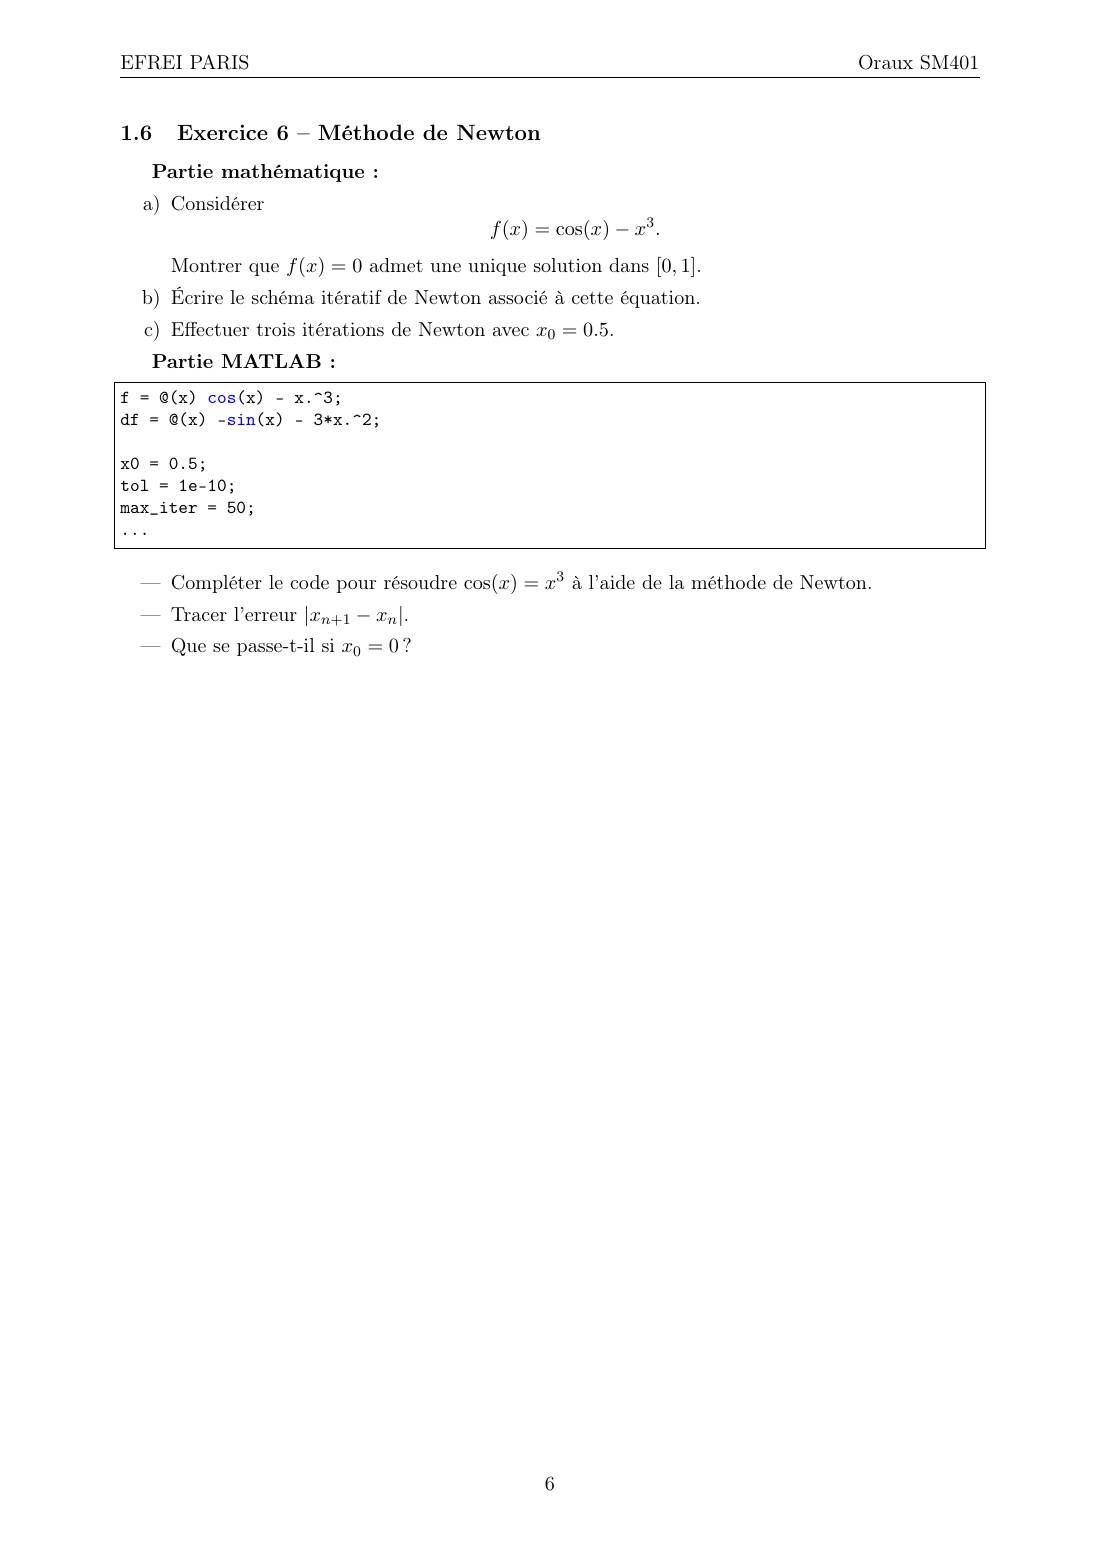 EFREI PARIS Oraux SM401
1.6 Exercice 6 – Méthode de Newton
Partie mathématique :
a) Considérer
f(x) = cos(x) − x³.
Montrer que f(x) = 0 admet une unique solution dans [0, 1].
b) Écrire le schéma itératif de Newton associé à cette équation.
c) Effectuer trois itérations de Newton avec x₀ = 0.5.
Partie MATLAB :
f = @(x) cos(x) - x.^3;
df = @(x) -sin(x) - 3*x.^2;
x0 = 0.5;
tol = 1e-10;
max_iter = 50;
...
— Compléter le code pour résoudre cos(x) = x³ à l'aide de la méthode de Newton.
— Tracer l'erreur |xₙ₊₁ − xₙ|.
— Que se passe-t-il si x₀ = 0 ?
6